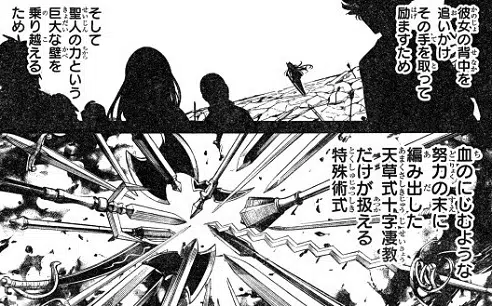 彼女の背中を
追いかけ
その手を取って
励ますため
そして
聖人の力という
巨大な壁を
乗り越える
ため
血のにじむような
努力の末に
編み出した
天草式十字凄教
だけが扱える
特殊術式